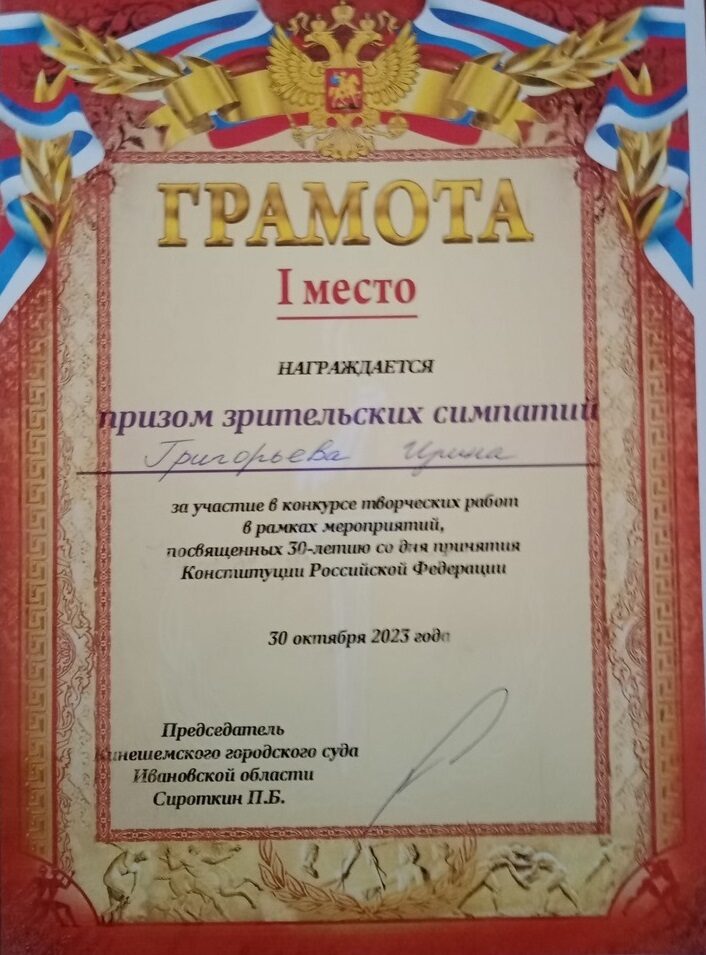 ГРАМОТА
I место
НАГРАЖДАЕТСЯ
призом зрительских симпатии
Григорьева Ирина
за участие в конкурсе творческих работ
в рамках мероприятий,
посвященных 30-летию со дня принятия
Конституции Российской Федерации
30 октября 2023 года
Председатель
Кинешемского городского суда
Ивановской области
Сироткин П.Б.